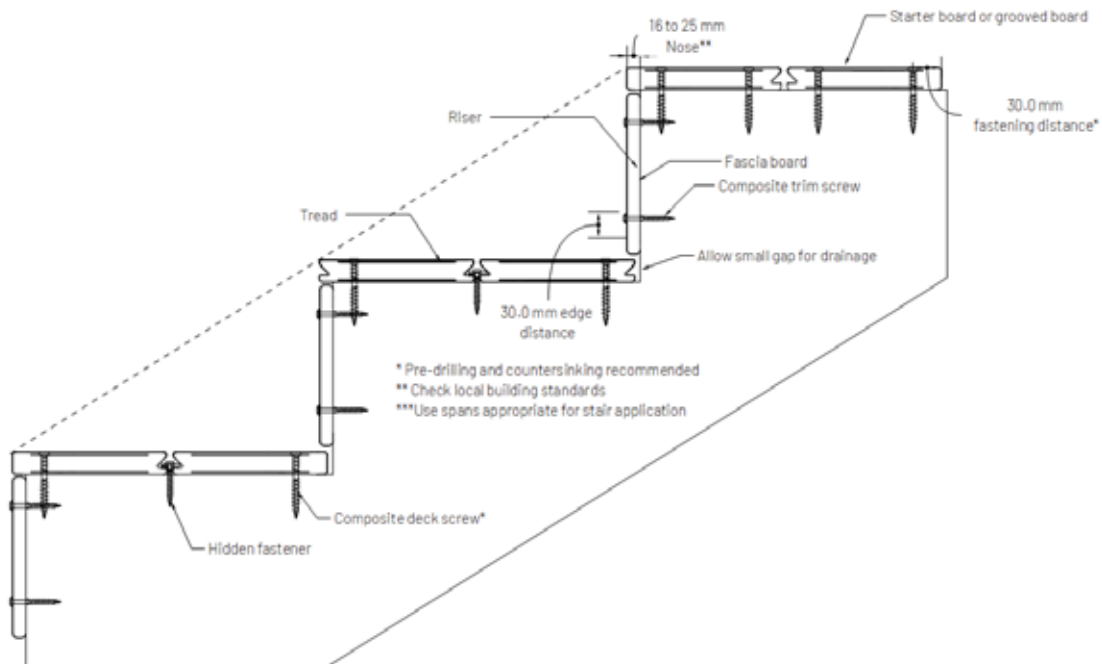 16 to 25 mm
Nose**
Starter board or grooved board
30.0 mm
fastening distance*
Riser
Fascia board
Composite trim screw
Tread
Allow small gap for drainage
30.0 mm edge
distance
* Pre-drilling and countersinking recommended
** Check local building standards
***Use spans appropriate for stair application
Composite deck screw*
Hidden fastener